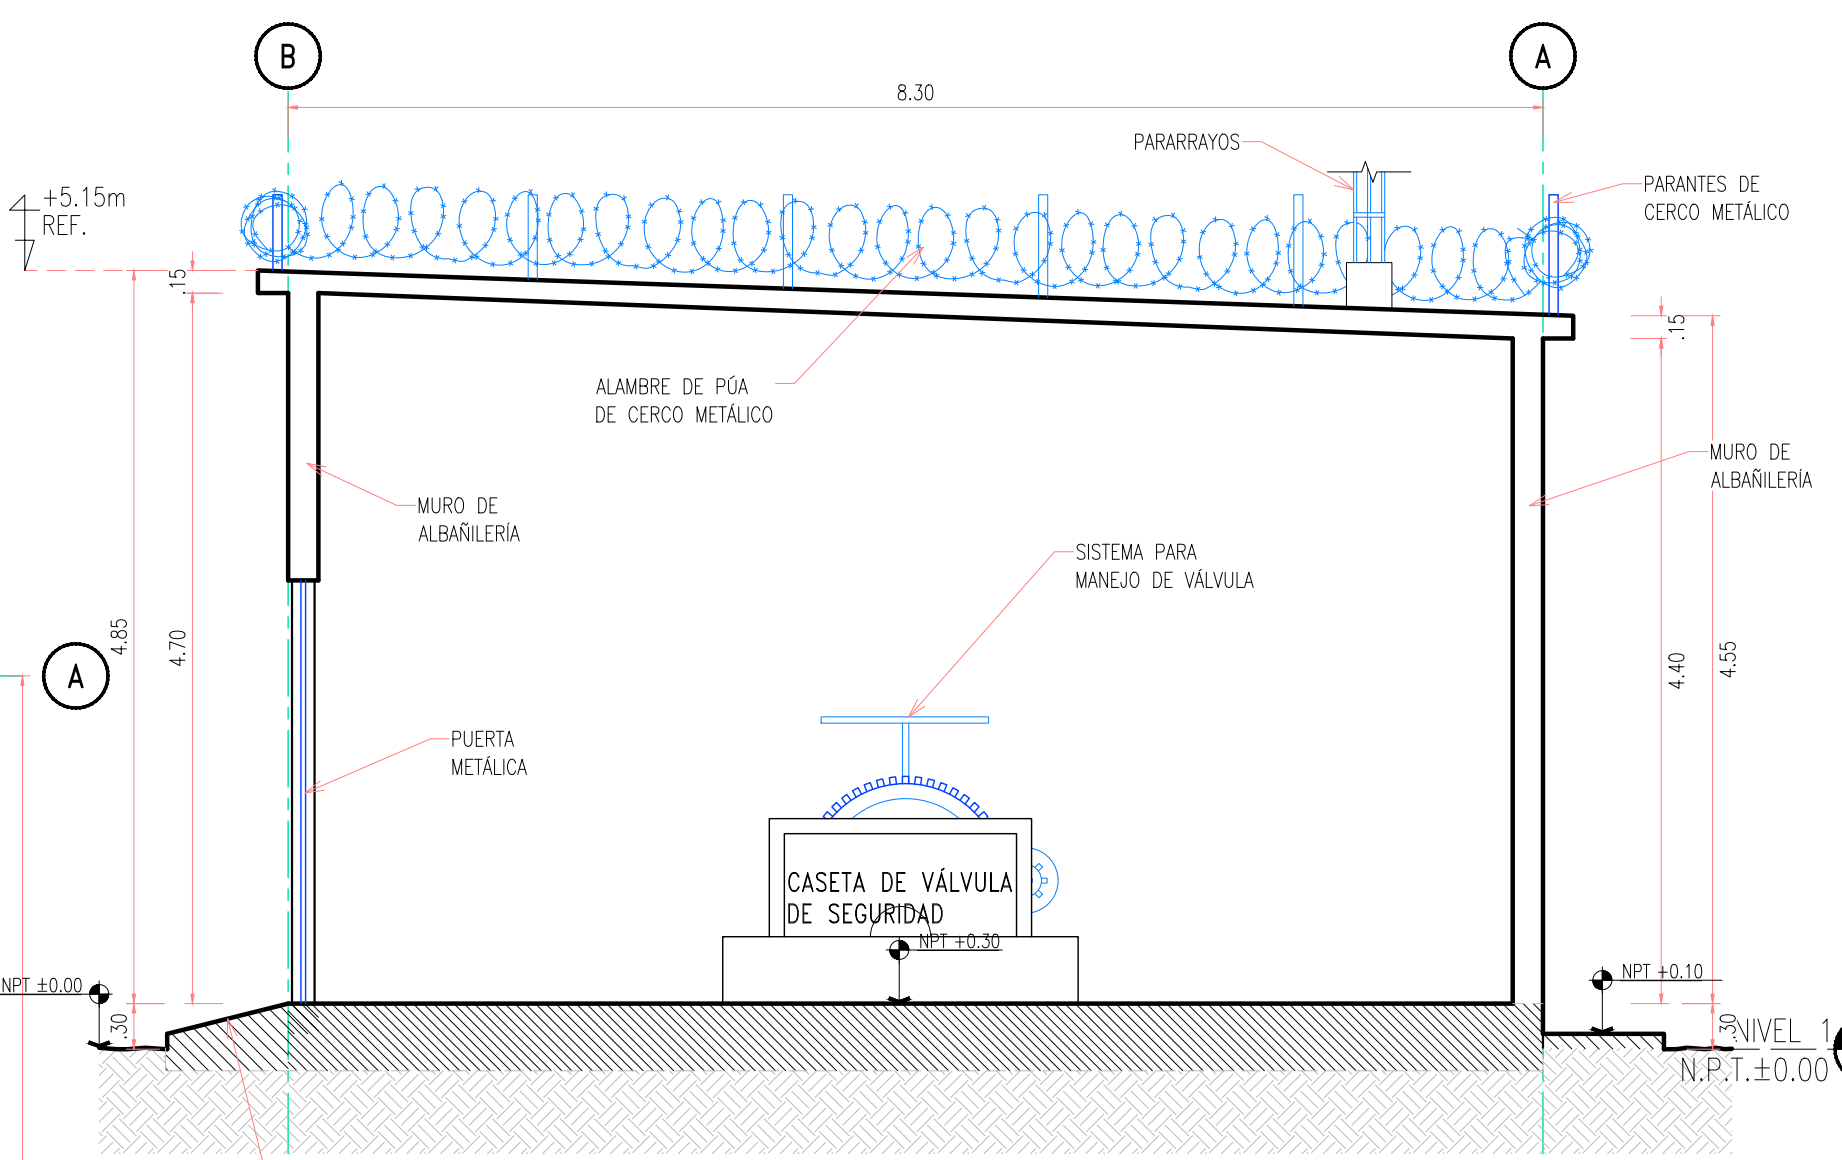 B
A
8.30
PARARRAYOS
+5.15m
REF.
PARANTES DE
CERCO METÁLICO
.15
.15
ALAMBRE DE PÚA
DE CERCO METÁLICO
MURO DE
ALBAÑILERÍA
MURO DE
ALBAÑILERÍA
SISTEMA PARA
MANEJO DE VÁLVULA
4.85
4.70
4.40
4.55
A
PUERTA
METÁLICA
CASETA DE VÁLVULA
DE SEGURIDAD
NPT +0.30
NPT ±0.00
NPT +0.10
.30
.30
NIVEL 1
N.P.T.±0.00